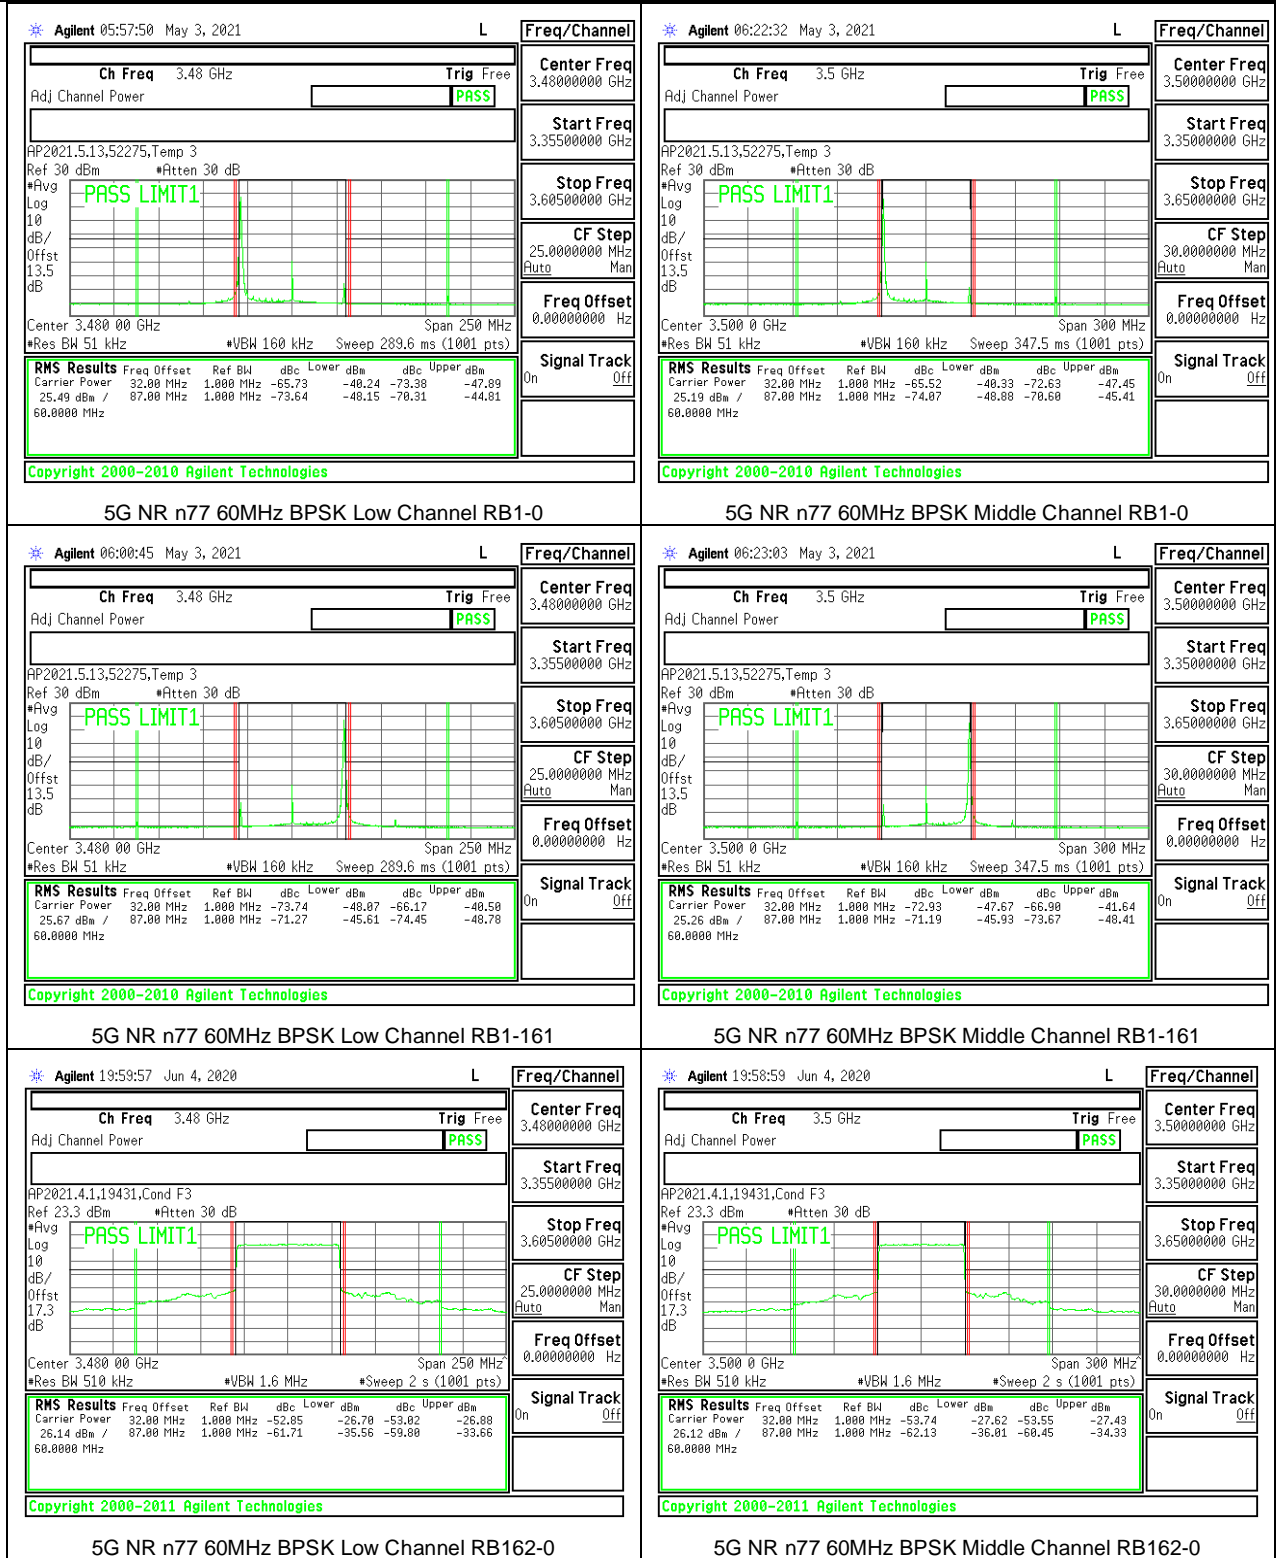 Agilent 05:57:50 May 3, 2021 L Freq/Channel
Ch Freq 3.48 GHz Trig Free
Center Freq
3.48000000 GHz
Adj Channel Power PASS
Start Freq
3.35500000 GHz
AP2021.5.13,52275,Temp 3
Ref 30 dBm #Atten 30 dB
Stop Freq
3.60500000 GHz
#Avg
Log
10
dB/
Offst
13.5
dB
PASS LIMIT1
CF Step
25.0000000 MHz
Auto Man
Freq Offset
0.00000000 Hz
Center 3.480 00 GHz Span 250 MHz
#Res BW 51 kHz #VBW 160 kHz Sweep 289.6 ms (1001 pts)
Signal Track
On Off
RMS Results Freq Offset Ref BW dBc Lower dBm dBc Upper dBm
Carrier Power 32.00 MHz 1.000 MHz -65.73 -40.24 -73.38 -47.89
25.49 dBm / 87.00 MHz 1.000 MHz -73.64 -48.15 -70.31 -44.81
60.0000 MHz
Copyright 2000-2010 Agilent Technologies
5G NR n77 60MHz BPSK Low Channel RB1-0
Agilent 06:22:32 May 3, 2021 L Freq/Channel
Ch Freq 3.5 GHz Trig Free
Center Freq
3.50000000 GHz
Adj Channel Power PASS
Start Freq
3.35000000 GHz
AP2021.5.13,52275,Temp 3
Ref 30 dBm #Atten 30 dB
Stop Freq
3.65000000 GHz
#Avg
Log
10
dB/
Offst
13.5
dB
PASS LIMIT1
CF Step
30.0000000 MHz
Auto Man
Freq Offset
0.00000000 Hz
Center 3.500 0 GHz Span 300 MHz
#Res BW 51 kHz #VBW 160 kHz Sweep 347.5 ms (1001 pts)
Signal Track
On Off
RMS Results Freq Offset Ref BW dBc Lower dBm dBc Upper dBm
Carrier Power 32.00 MHz 1.000 MHz -65.52 -40.33 -72.63 -47.45
25.19 dBm / 87.00 MHz 1.000 MHz -74.07 -48.88 -70.60 -45.41
60.0000 MHz
Copyright 2000-2010 Agilent Technologies
5G NR n77 60MHz BPSK Middle Channel RB1-0
Agilent 06:00:45 May 3, 2021 L Freq/Channel
Ch Freq 3.48 GHz Trig Free
Center Freq
3.48000000 GHz
Adj Channel Power PASS
Start Freq
3.35500000 GHz
AP2021.5.13,52275,Temp 3
Ref 30 dBm #Atten 30 dB
Stop Freq
3.60500000 GHz
#Avg
Log
10
dB/
Offst
13.5
dB
PASS LIMIT1
CF Step
25.0000000 MHz
Auto Man
Freq Offset
0.00000000 Hz
Center 3.480 00 GHz Span 250 MHz
#Res BW 51 kHz #VBW 160 kHz Sweep 289.6 ms (1001 pts)
Signal Track
On Off
RMS Results Freq Offset Ref BW dBc Lower dBm dBc Upper dBm
Carrier Power 32.00 MHz 1.000 MHz -73.74 -48.07 -66.17 -40.50
25.67 dBm / 87.00 MHz 1.000 MHz -71.27 -45.61 -74.45 -48.78
60.0000 MHz
Copyright 2000-2010 Agilent Technologies
5G NR n77 60MHz BPSK Low Channel RB1-161
Agilent 06:23:03 May 3, 2021 L Freq/Channel
Ch Freq 3.5 GHz Trig Free
Center Freq
3.50000000 GHz
Adj Channel Power PASS
Start Freq
3.35000000 GHz
AP2021.5.13,52275,Temp 3
Ref 30 dBm #Atten 30 dB
Stop Freq
3.65000000 GHz
#Avg
Log
10
dB/
Offst
13.5
dB
PASS LIMIT1
CF Step
30.0000000 MHz
Auto Man
Freq Offset
0.00000000 Hz
Center 3.500 0 GHz Span 300 MHz
#Res BW 51 kHz #VBW 160 kHz Sweep 347.5 ms (1001 pts)
Signal Track
On Off
RMS Results Freq Offset Ref BW dBc Lower dBm dBc Upper dBm
Carrier Power 32.00 MHz 1.000 MHz -72.93 -47.67 -66.90 -41.64
25.26 dBm / 87.00 MHz 1.000 MHz -71.19 -45.93 -73.67 -48.41
60.0000 MHz
Copyright 2000-2010 Agilent Technologies
5G NR n77 60MHz BPSK Middle Channel RB1-161
Agilent 19:59:57 Jun 4, 2020 L Freq/Channel
Ch Freq 3.48 GHz Trig Free
Center Freq
3.48000000 GHz
Adj Channel Power PASS
Start Freq
3.35500000 GHz
AP2021.4.1,19431,Cond F3
Ref 23.3 dBm #Atten 30 dB
Stop Freq
3.60500000 GHz
#Avg
Log
10
dB/
Offst
17.3
dB
PASS LIMIT1
CF Step
25.0000000 MHz
Auto Man
Freq Offset
0.00000000 Hz
Center 3.480 00 GHz Span 250 MHz^
#Res BW 510 kHz #VBW 1.6 MHz #Sweep 2 s (1001 pts)
Signal Track
On Off
RMS Results Freq Offset Ref BW dBc Lower dBm dBc Upper dBm
Carrier Power 32.00 MHz 1.000 MHz -52.85 -26.70 -53.02 -26.88
26.14 dBm / 87.00 MHz 1.000 MHz -61.71 -35.56 -59.80 -33.66
60.0000 MHz
Copyright 2000-2011 Agilent Technologies
5G NR n77 60MHz BPSK Low Channel RB162-0
Agilent 19:58:59 Jun 4, 2020 L Freq/Channel
Ch Freq 3.5 GHz Trig Free
Center Freq
3.50000000 GHz
Adj Channel Power PASS
Start Freq
3.35000000 GHz
AP2021.4.1,19431,Cond F3
Ref 23.3 dBm #Atten 30 dB
Stop Freq
3.65000000 GHz
#Avg
Log
10
dB/
Offst
17.3
dB
PASS LIMIT1
CF Step
30.0000000 MHz
Auto Man
Freq Offset
0.00000000 Hz
Center 3.500 0 GHz Span 300 MHz^
#Res BW 510 kHz #VBW 1.6 MHz #Sweep 2 s (1001 pts)
Signal Track
On Off
RMS Results Freq Offset Ref BW dBc Lower dBm dBc Upper dBm
Carrier Power 32.00 MHz 1.000 MHz -53.74 -27.62 -53.55 -27.43
26.12 dBm / 87.00 MHz 1.000 MHz -62.13 -36.01 -60.45 -34.33
60.0000 MHz
Copyright 2000-2011 Agilent Technologies
5G NR n77 60MHz BPSK Middle Channel RB162-0